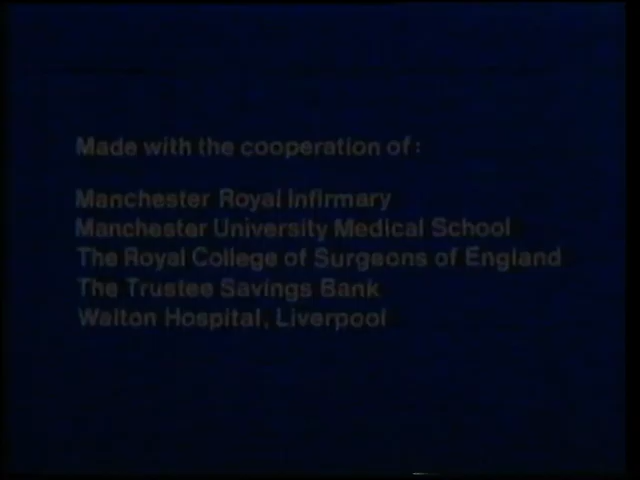 Made with the cooperation of:
Manchester Royal Infirmary
Manchester University Medical School
The Royal College of Surgeons of England
The Trustee Savings Bank
Walton Hospital, Liverpool